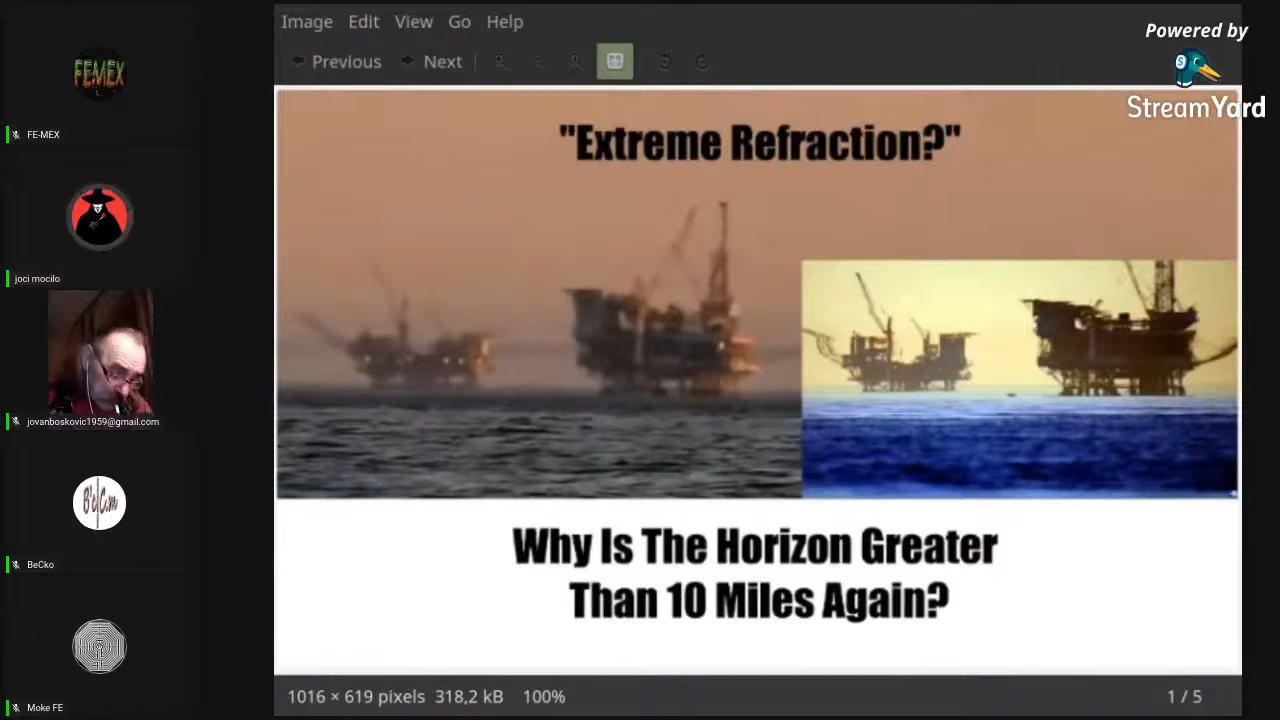 Image Edit View Go Help
Powered by
StreamYard
Previous Next
FEMEX
FE-MEX
joci mocilo
jovanboskovic1959@gmail.com
BeCko
Moke FE
"Extreme Refraction?"
Why Is The Horizon Greater
Than 10 Miles Again?
1016 × 619 pixels 318,2 kB 100%
1 / 5